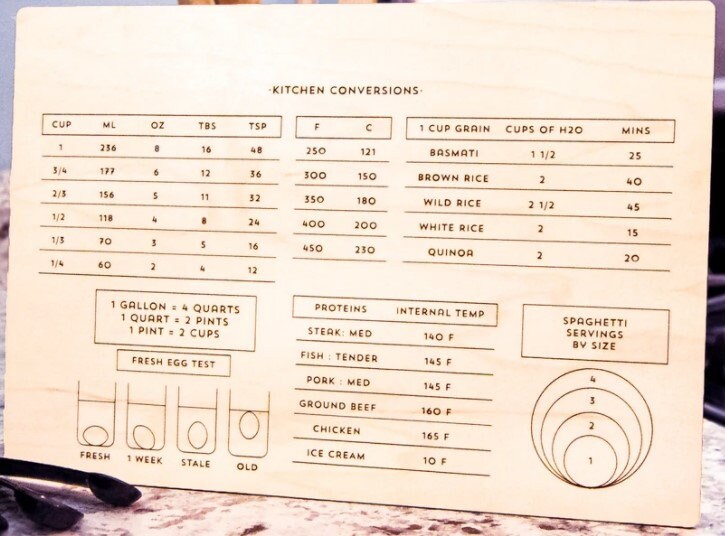 ·KITCHEN CONVERSIONS·
CUP ML OZ TBS TSP
1 236 8 16 48
3/4 177 6 12 36
2/3 156 5 11 32
1/2 118 4 8 24
1/3 70 3 5 16
1/4 60 2 4 12
F C
250 121
300 150
350 180
400 200
450 230
1 CUP GRAIN CUPS OF H2O MINS
BASMATI 1 1/2 25
BROWN RICE 2 40
WILD RICE 2 1/2 45
WHITE RICE 2 15
QUINOA 2 20
1 GALLON = 4 QUARTS
1 QUART = 2 PINTS
1 PINT = 2 CUPS
FRESH EGG TEST
FRESH 1 WEEK STALE OLD
PROTEINS INTERNAL TEMP
STEAK: MED 140 F
FISH : TENDER 145 F
PORK : MED 145 F
GROUND BEEF 160 F
CHICKEN 165 F
ICE CREAM 10 F
SPAGHETTI
SERVINGS
BY SIZE
4
3
2
1